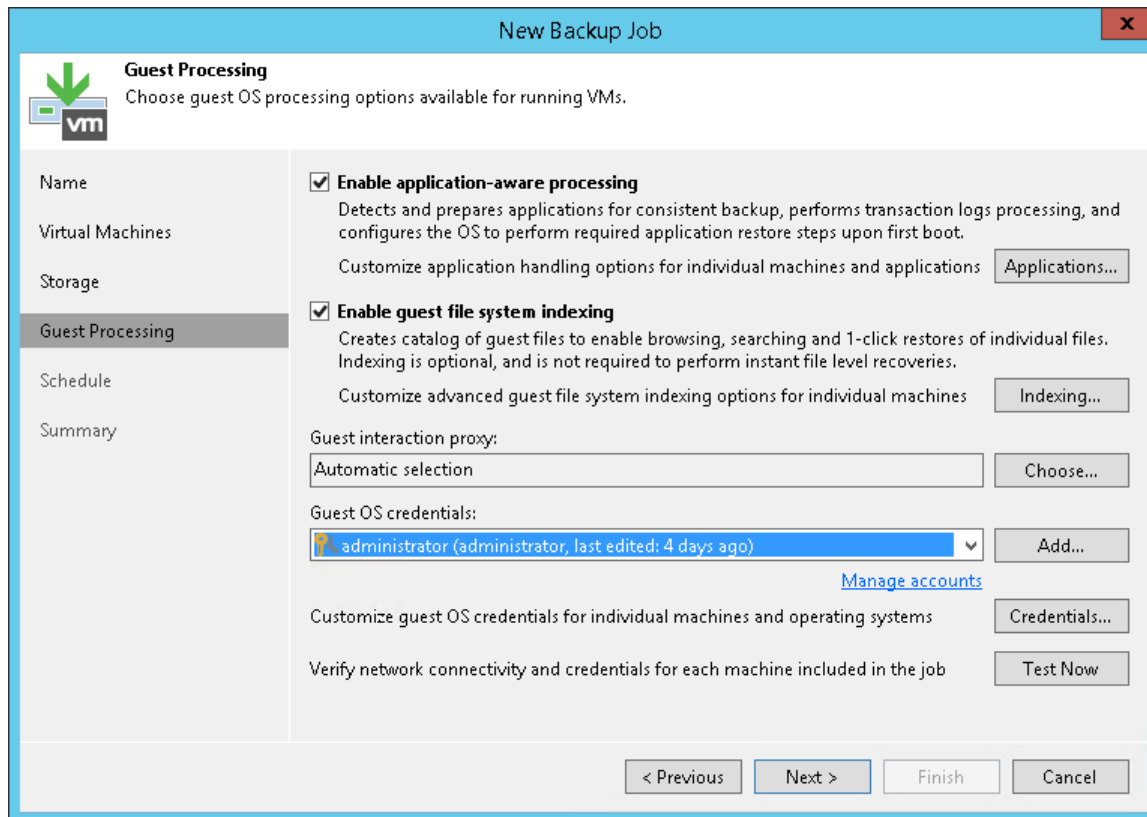 New Backup Job
x
Guest Processing
Choose guest OS processing options available for running VMs.
vm
Name
Virtual Machines
Storage
Guest Processing
Schedule
Summary
Enable application-aware processing
Detects and prepares applications for consistent backup, performs transaction logs processing, and
configures the OS to perform required application restore steps upon first boot.
Customize application handling options for individual machines and applications
Applications...
Enable guest file system indexing
Creates catalog of guest files to enable browsing, searching and 1-click restores of individual files.
Indexing is optional, and is not required to perform instant file level recoveries.
Customize advanced guest file system indexing options for individual machines
Indexing...
Guest interaction proxy:
Automatic selection
Choose...
Guest OS credentials:
administrator (administrator, last edited: 4 days ago)
Add...
Manage accounts
Customize guest OS credentials for individual machines and operating systems
Credentials...
Verify network connectivity and credentials for each machine included in the job
Test Now
< Previous
Next >
Finish
Cancel